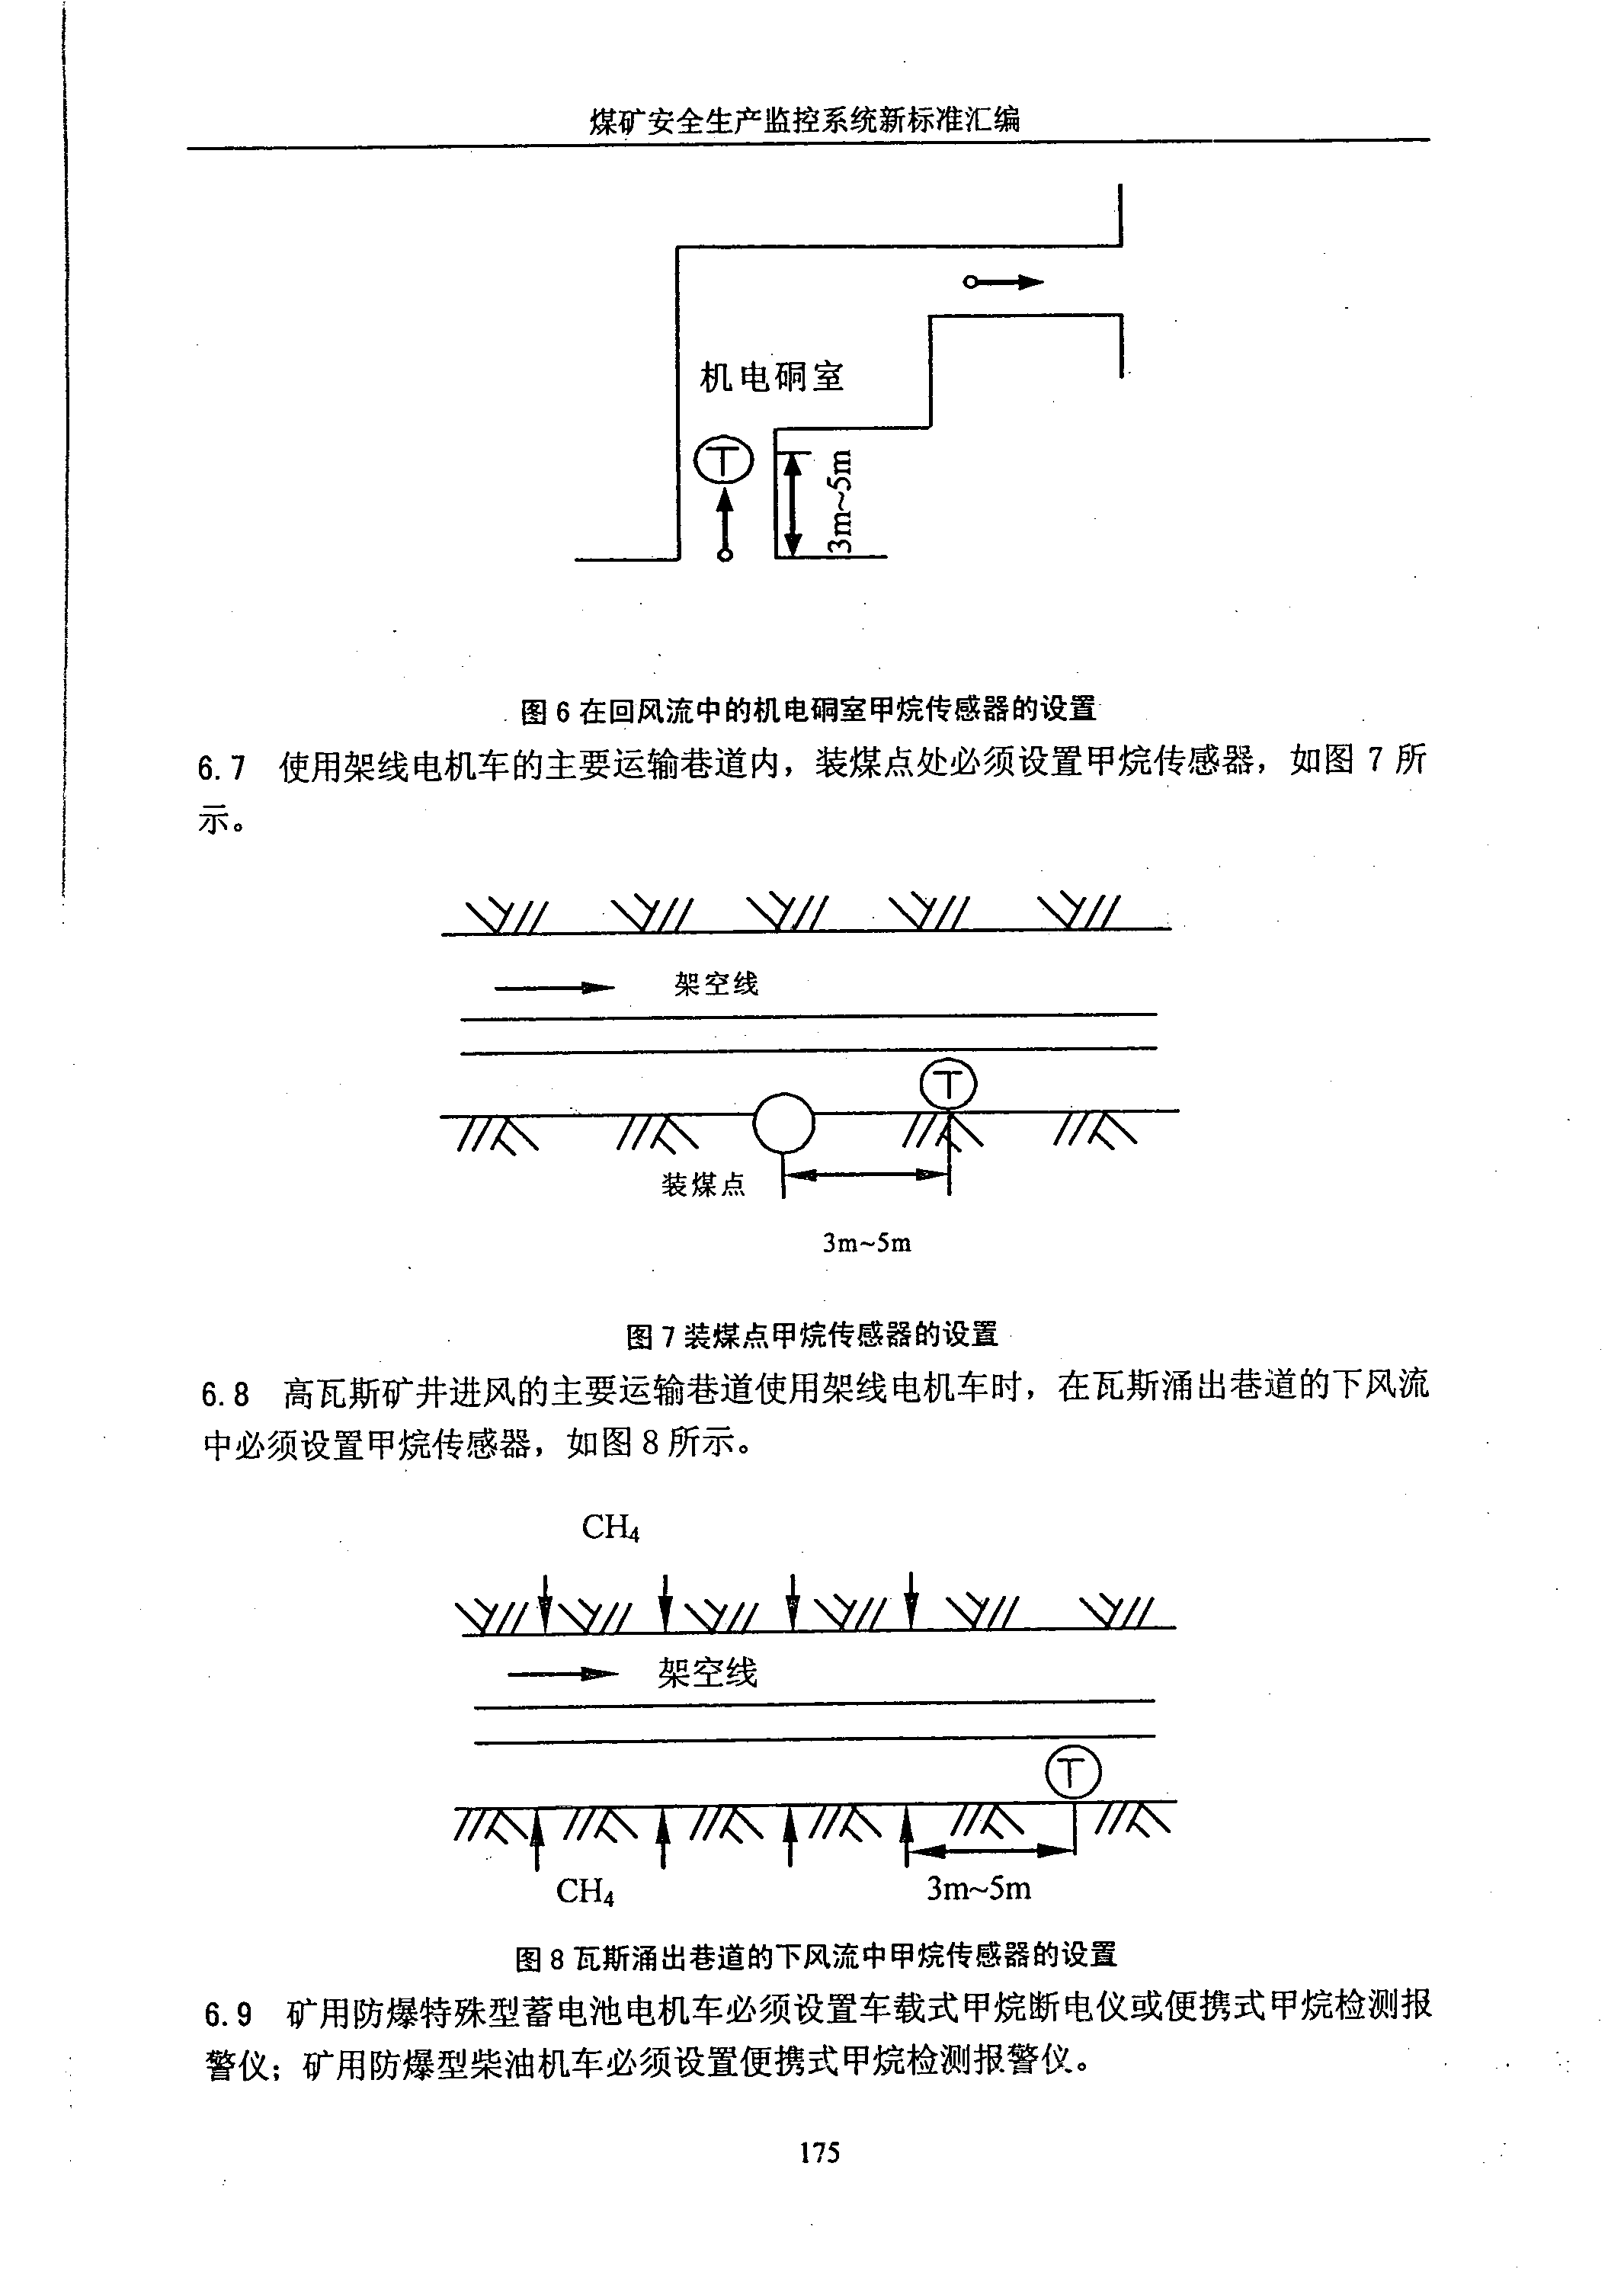 煤矿安全生产监控系统新标准汇编
机电硐室
T
3m~5m
图 6 在回风流中的机电硐室甲烷传感器的设置
6.7 使用架线电机车的主要运输巷道内，装煤点处必须设置甲烷传感器，如图 7 所
示。
架空线
T
装煤点
3m~5m
图 7 装煤点甲烷传感器的设置
6.8 高瓦斯矿井进风的主要运输巷道使用架线电机车时，在瓦斯涌出巷道的下风流
中必须设置甲烷传感器，如图 8 所示。
CH₄
架空线
T
CH₄
3m~5m
图 8 瓦斯涌出巷道的下风流中甲烷传感器的设置
6.9 矿用防爆特殊型蓄电池电机车必须设置车载式甲烷断电仪或便携式甲烷检测报
警仪；矿用防爆型柴油机车必须设置便携式甲烷检测报警仪。
175